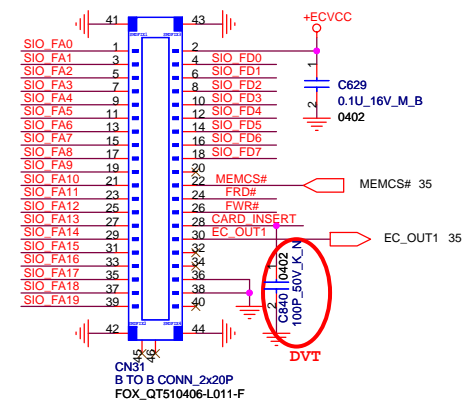 41 43
+ECVCC
SIO_FA0 1 2
SIO_FA1 3 4 SIO_FD0
SIO_FA2 5 6 SIO_FD1
SIO_FA3 7 8 SIO_FD2
SIO_FA4 9 10 SIO_FD3
SIO_FA5 11 12 SIO_FD4
SIO_FA6 13 14 SIO_FD5
SIO_FA7 15 16 SIO_FD6
SIO_FA8 17 18 SIO_FD7
SIO_FA9 19 20
SIO_FA10 21 22 MEMCS# MEMCS# 35
SIO_FA11 23 24 FRD#
SIO_FA12 25 26 FWR#
SIO_FA13 27 28 CARD_INSERT
SIO_FA14 29 30 EC_OUT1 EC_OUT1 35
SIO_FA15 31 32
SIO_FA16 33 34
SIO_FA17 35 36
SIO_FA18 37 38
SIO_FA19 39 40
42 44
45 46
1
C629
0.1U_16V_M_B
2
0402
1
2
C840
0402
100P_50V_K_N
DVT
CN31
B TO B CONN_2x20P
FOX_QT510406-L011-F